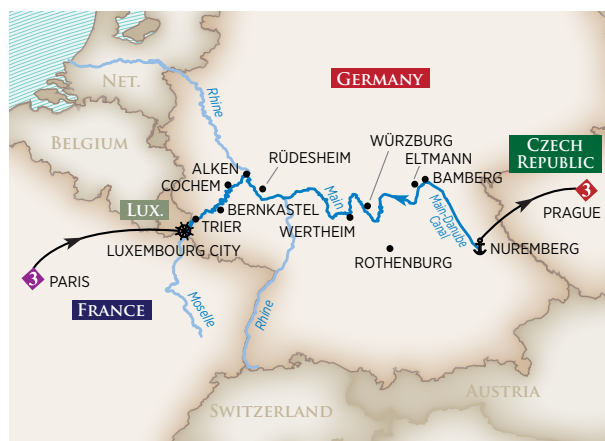 NET.
GERMANY
Rhine
BELGIUM
WÜRZBURG
ELTMANN
CZECH
REPUBLIC
ALKEN
RÜDESHEIM
COCHEM
BAMBERG
3
PRAGUE
LUX.
BERNKASTEL
Main
WERTHEIM
Main-Danube
Canal
TRIER
LUXEMBOURG CITY
NUREMBERG
ROTHENBURG
3
PARIS
FRANCE
Moselle
Rhine
AUSTRIA
SWITZERLAND